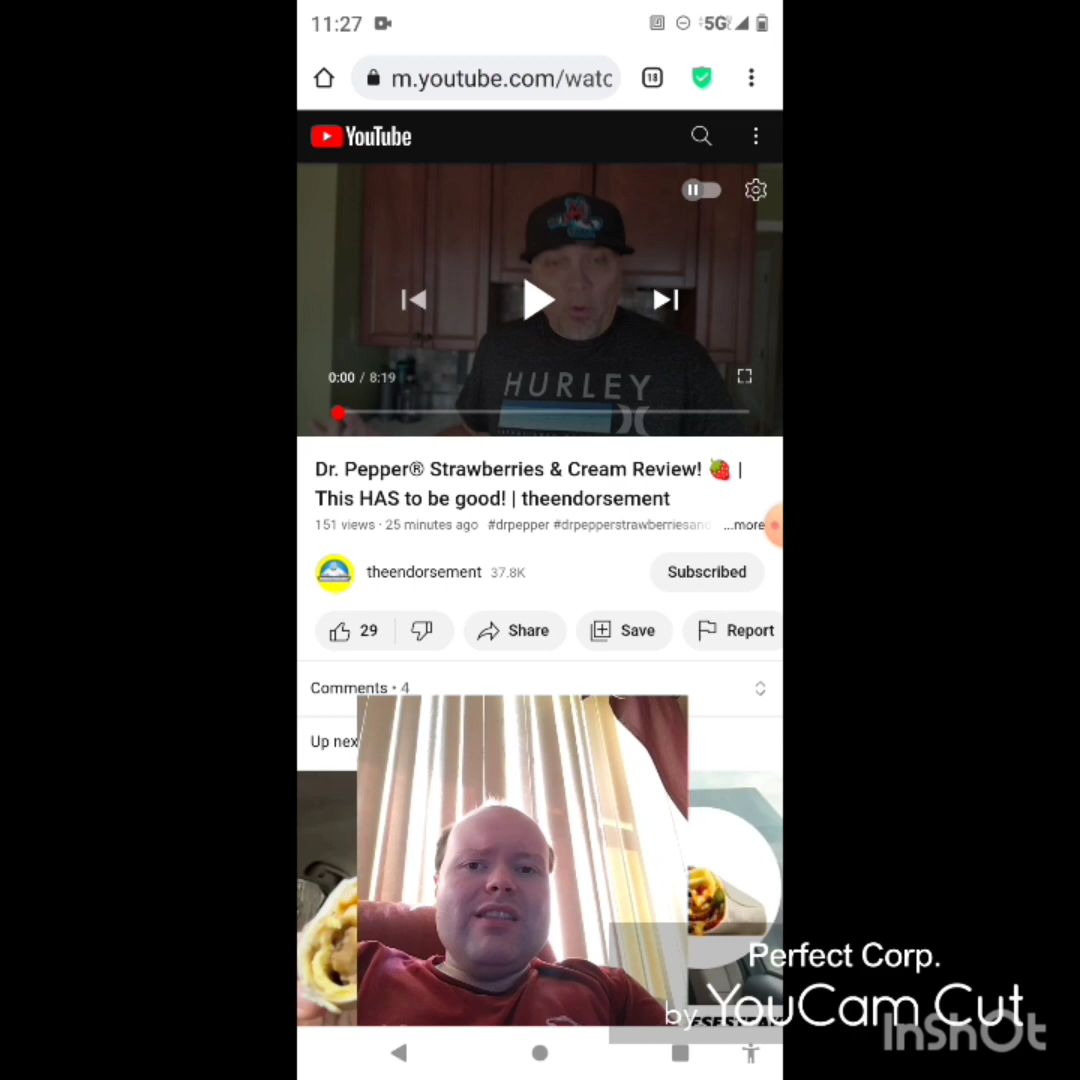 11:27 5G
m.youtube.com/watc 18
YouTube
HURLEY
0:00 / 8:19
Dr. Pepper® Strawberries & Cream Review! 🍓 |
This HAS to be good! | theendorsement
151 views · 25 minutes ago #drpepper #drpepperstrawberriesand ...more
theendorsement 37.8K Subscribed
29 Share Save Report
Comments • 4
Up nex
Perfect Corp.
by YouCam Cut
InShOt